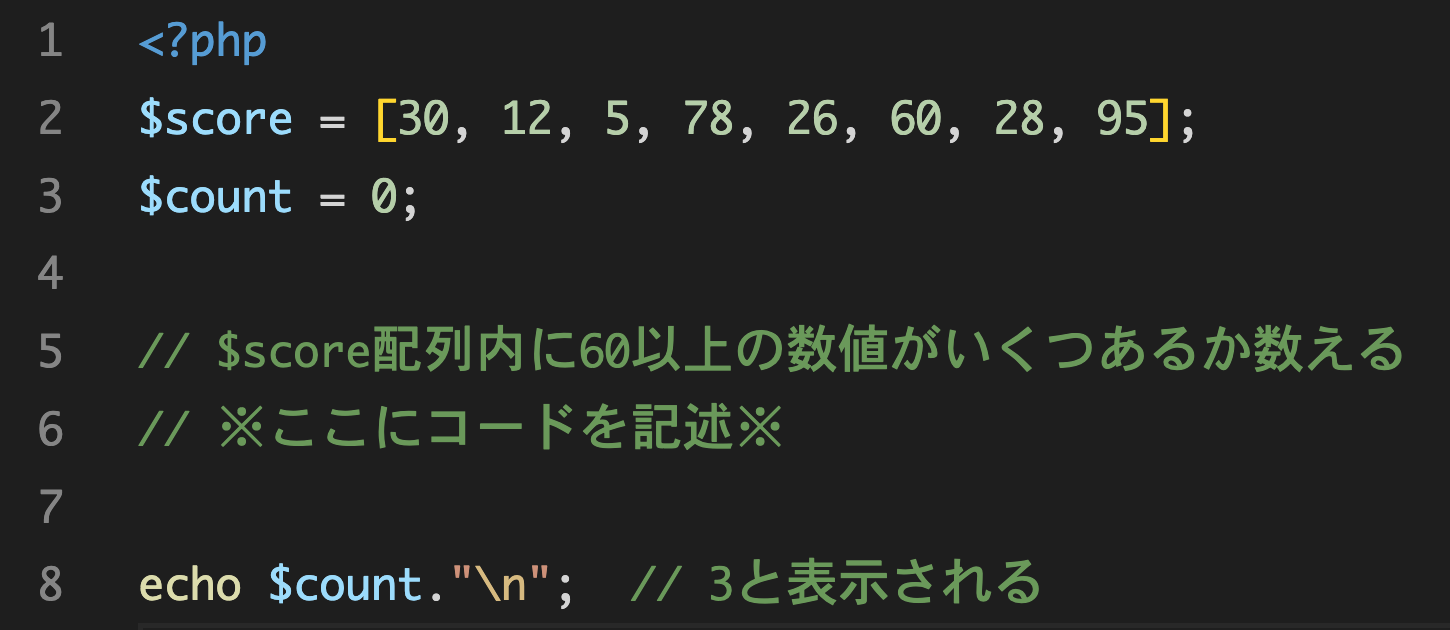 1 <?php
2 $score = [30, 12, 5, 78, 26, 60, 28, 95];
3 $count = 0;
4
5 // $score配列内に60以上の数値がいくつあるか数える
6 // ※ここにコードを記述※
7
8 echo $count."\n";  // 3と表示される